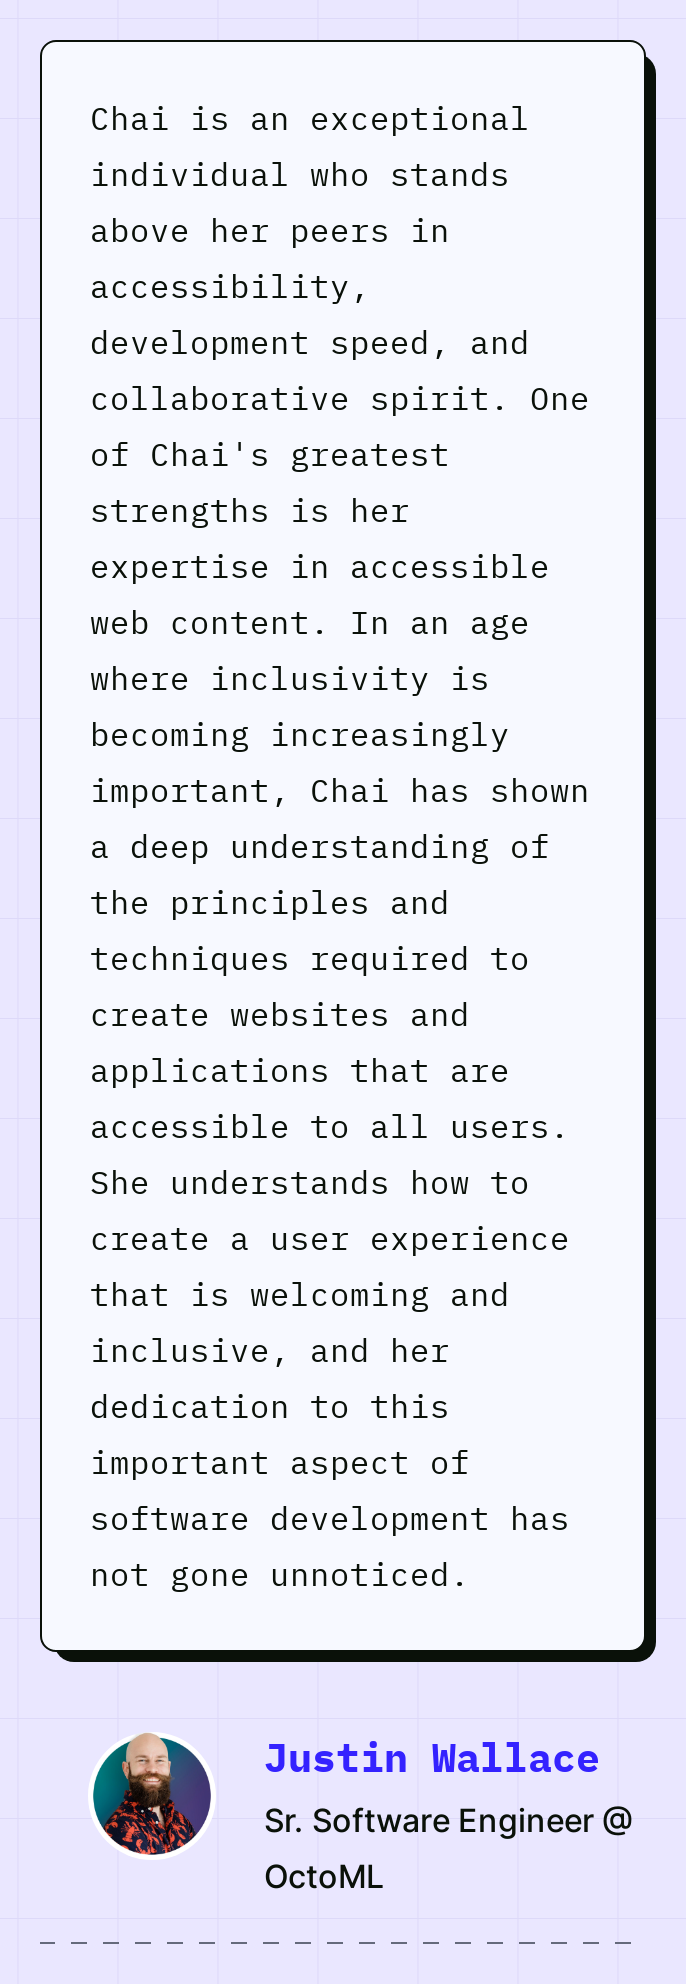 Chai is an exceptional
individual who stands
above her peers in
accessibility,
development speed, and
collaborative spirit. One
of Chai's greatest
strengths is her
expertise in accessible
web content. In an age
where inclusivity is
becoming increasingly
important, Chai has shown
a deep understanding of
the principles and
techniques required to
create websites and
applications that are
accessible to all users.
She understands how to
create a user experience
that is welcoming and
inclusive, and her
dedication to this
important aspect of
software development has
not gone unnoticed.
Justin Wallace
Sr. Software Engineer @
OctoML